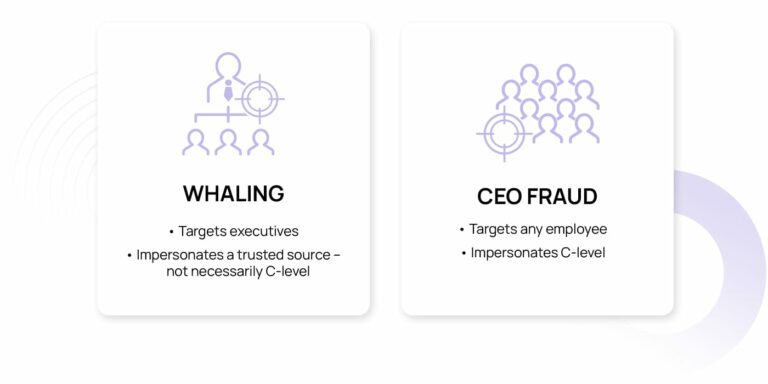 WHALING
• Targets executives
• Impersonates a trusted source –
not necessarily C-level
CEO FRAUD
• Targets any employee
• Impersonates C-level